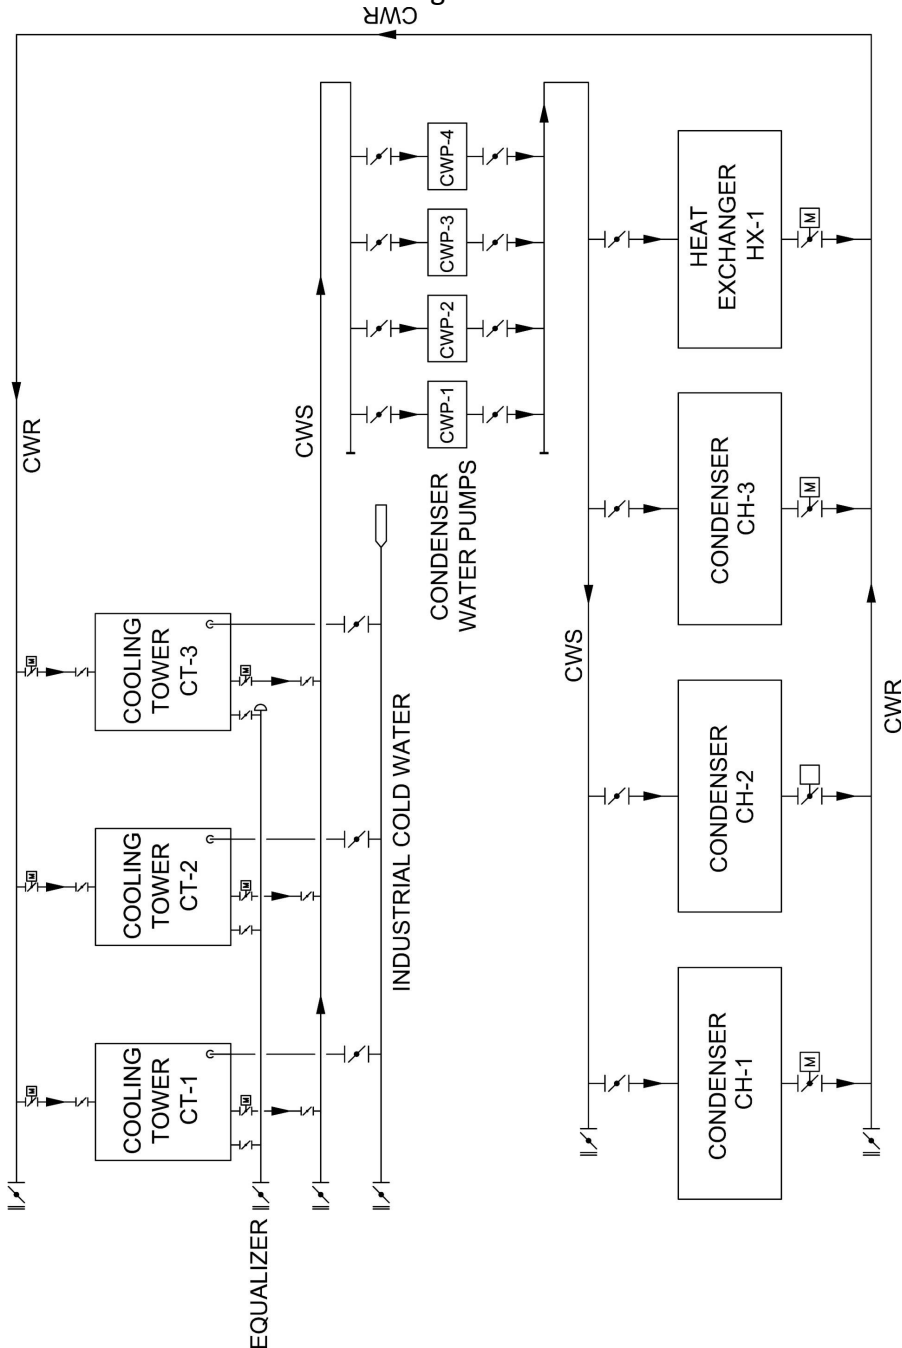 g
CWR
CWR
COOLING
TOWER
CT-1
M
M
COOLING
TOWER
CT-2
M
M
COOLING
TOWER
CT-3
M
M
EQUALIZER
CWS
INDUSTRIAL COLD WATER
CWP-1
CWP-2
CWP-3
CWP-4
CONDENSER
WATER PUMPS
CWS
CONDENSER
CH-1
M
CONDENSER
CH-2
CONDENSER
CH-3
M
HEAT
EXCHANGER
HX-1
M
CWR